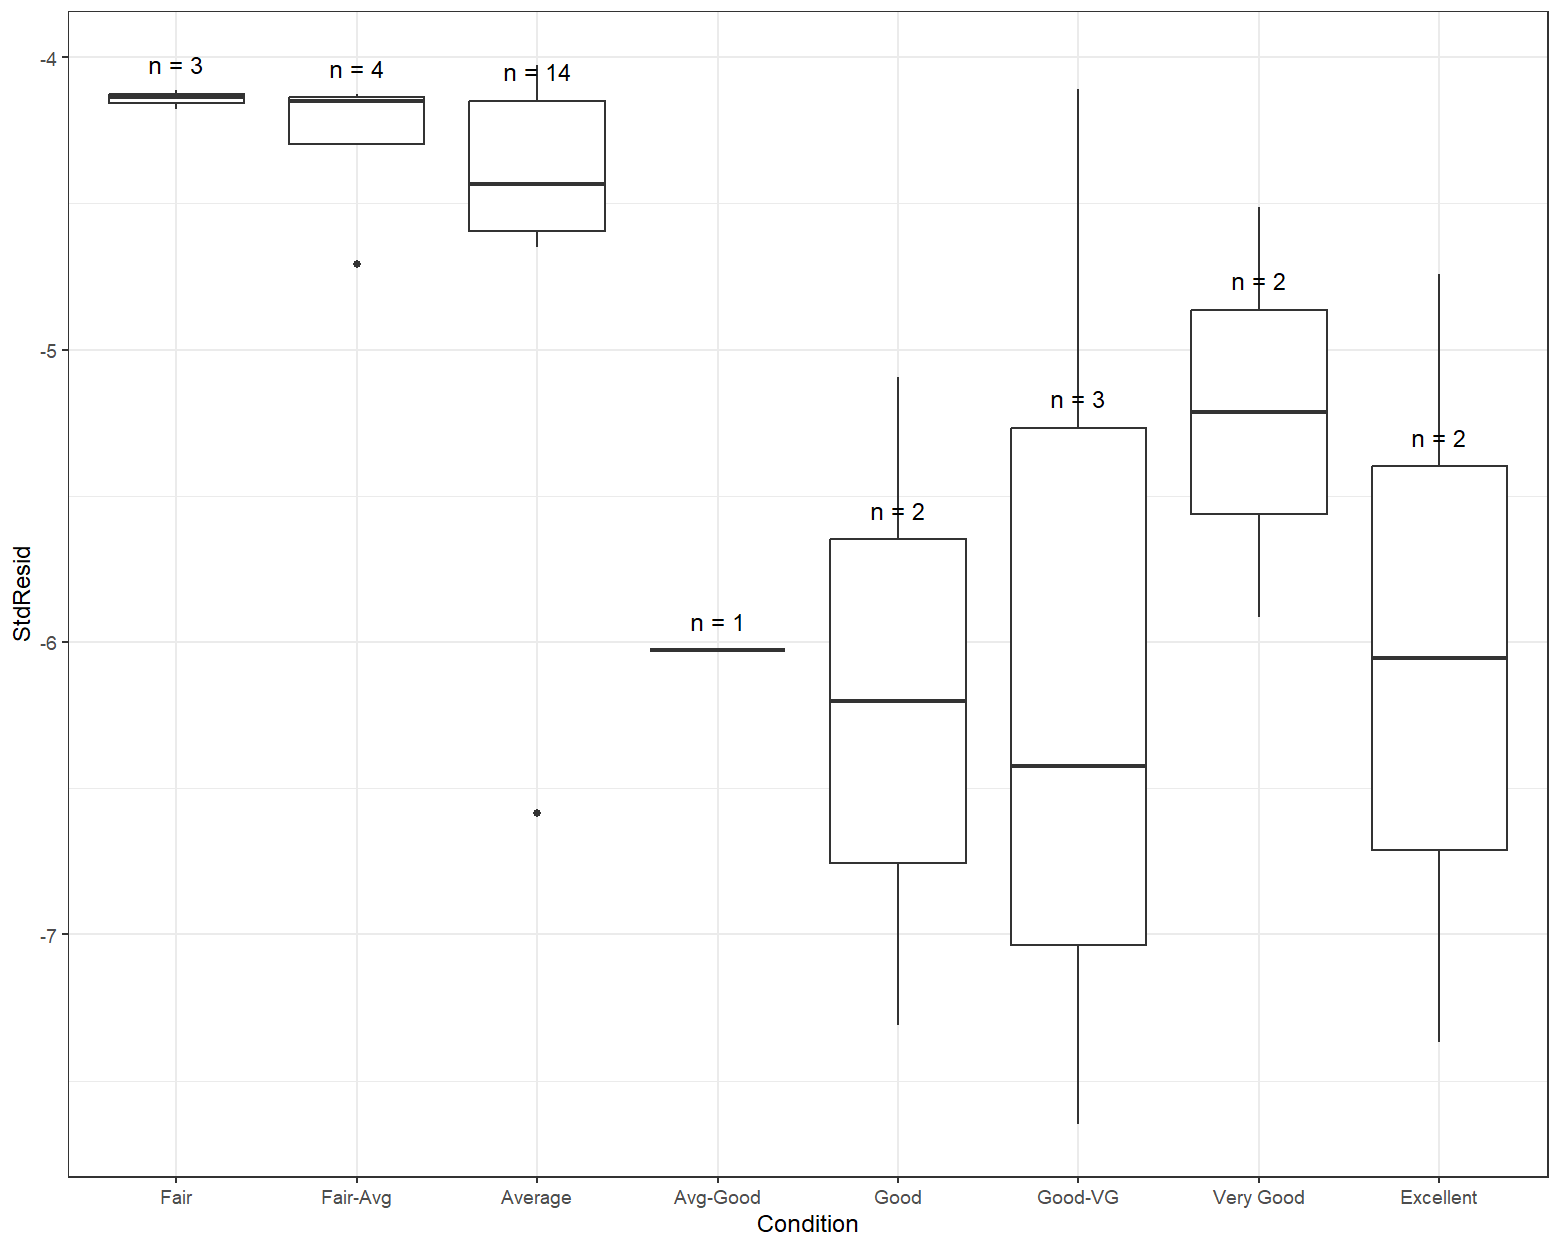 n = 3
n = 4
n = 14
n = 1
n = 2
n = 3
n = 2
n = 2
-4
-5
-6
-7
StdResid
Fair
Fair-Avg
Average
Avg-Good
Good
Good-VG
Very Good
Excellent
Condition